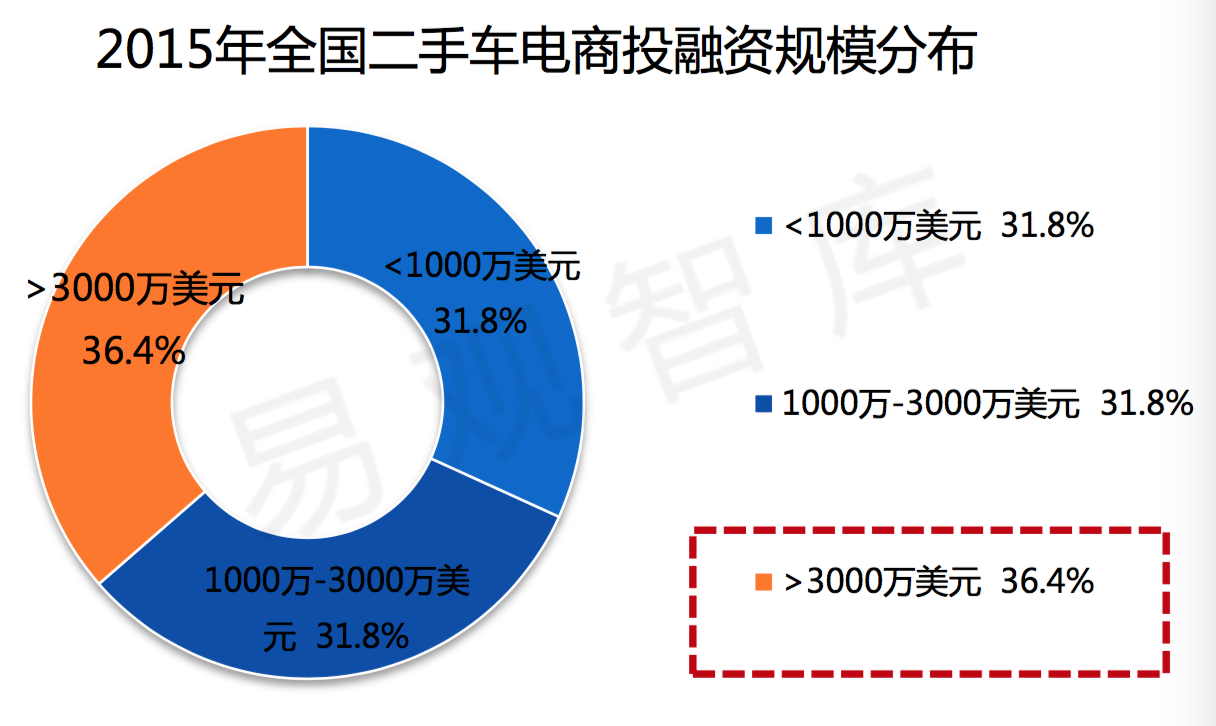 2015年全国二手车电商投融资规模分布
>3000万美元
36.4%
<1000万美元
31.8%
1000万-3000万美
元 31.8%
<1000万美元 31.8%
1000万-3000万美元 31.8%
>3000万美元 36.4%
易观智库